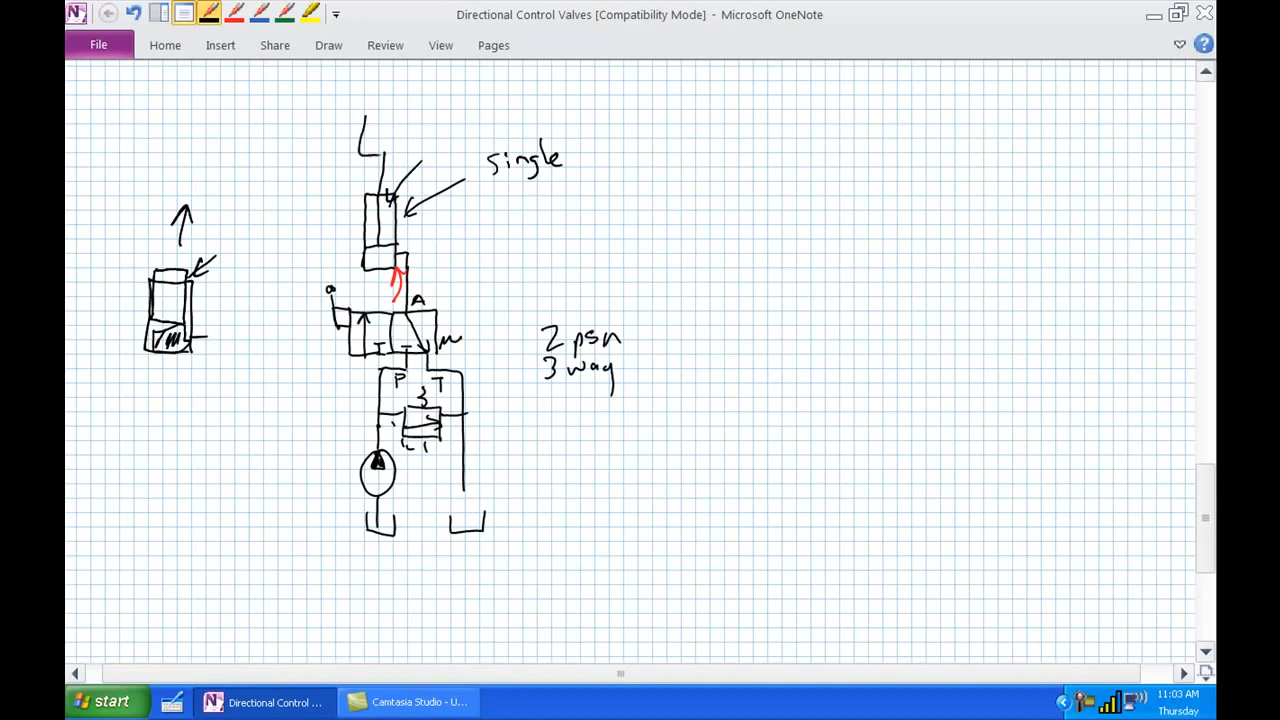 Directional Control Valves [Compatibility Mode] - Microsoft OneNote
File Home Insert Share Draw Review View Pages
single
A
2 psn
3 way
P T
3
start
Directional Control ...
Camtasia Studio - U...
11:03 AM
Thursday